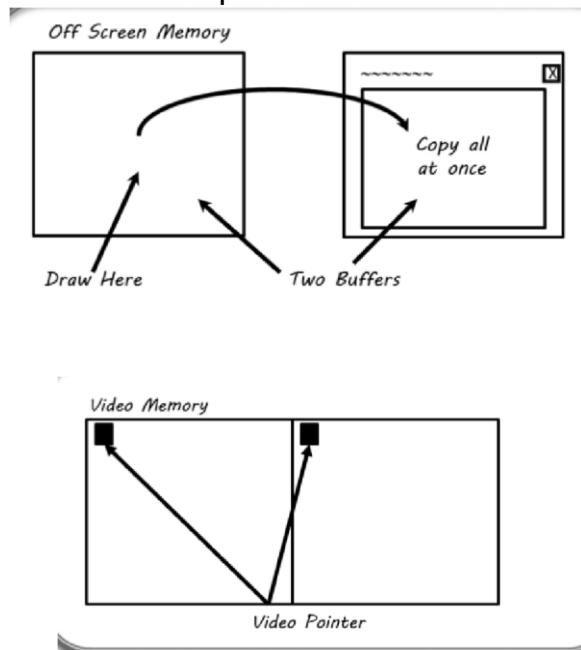 Off Screen Memory
~~~~~~~
X
Copy all
at once
Draw Here
Two Buffers
Video Memory
Video Pointer